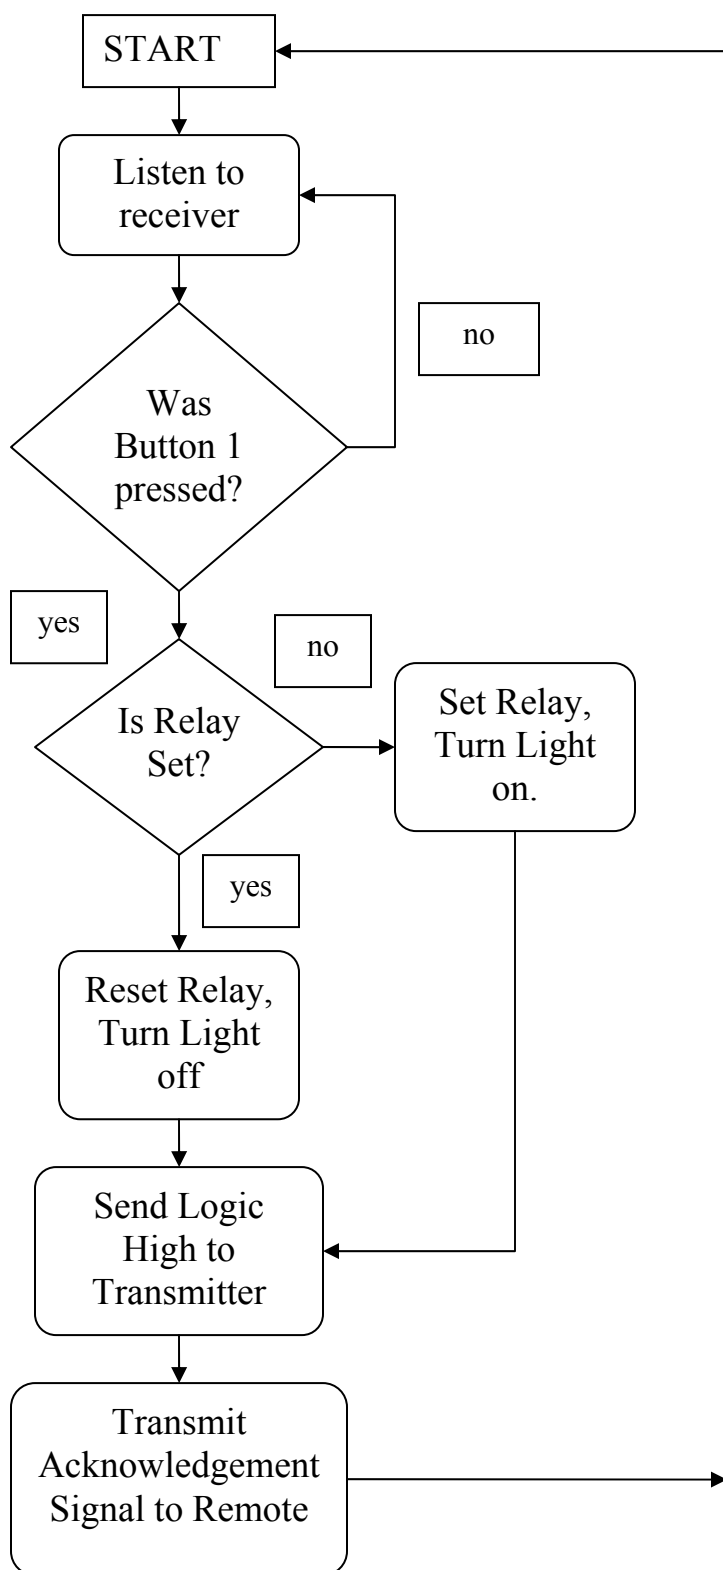 START
Listen to
receiver
no
Was
Button 1
pressed?
yes
no
Is Relay
Set?
Set Relay,
Turn Light
on.
yes
Reset Relay,
Turn Light
off
Send Logic
High to
Transmitter
Transmit
Acknowledgement
Signal to Remote